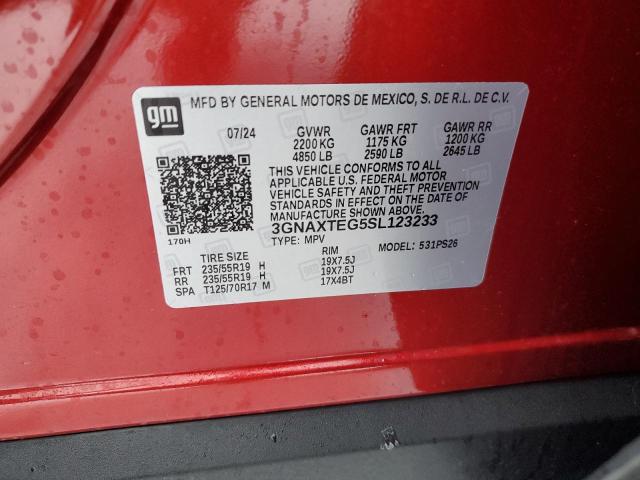 gm
MFD BY GENERAL MOTORS DE MEXICO, S. DE R.L. DE C.V.
07/24 GVWR GAWR FRT GAWR RR
2200 KG 1175 KG 1200 KG
4850 LB 2590 LB 2645 LB
THIS VEHICLE CONFORMS TO ALL
APPLICABLE U.S. FEDERAL MOTOR
VEHICLE SAFETY AND THEFT PREVENTION
STANDARDS IN EFFECT ON THE DATE OF
MANUFACTURE SHOWN ABOVE.
3GNAXTEG5SL123233
170H TYPE: MPV MODEL: 531PS26
TIRE SIZE RIM
FRT 235/55R19 H 19X7.5J
RR 235/55R19 H 19X7.5J
SPA T125/70R17 M 17X4BT